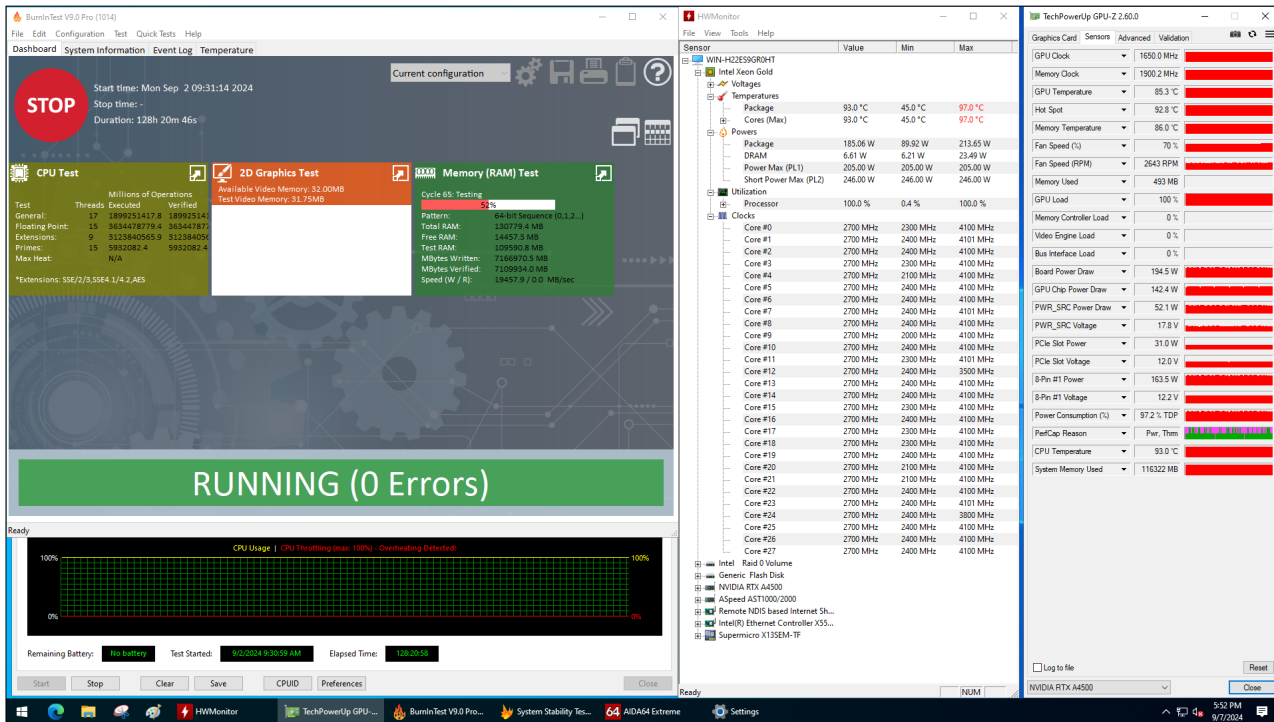 BurnInTest V9.0 Pro (1014)
File Edit Configuration Test Quick Tests Help
Dashboard System Information Event Log Temperature
Current configuration
STOP
Start time: Mon Sep 2 09:31:14 2024
Stop time: -
Duration: 128h 20m 46s
CPU Test
Millions of Operations
Test Threads Executed Verified
General: 17 1899251417.8 189925141
Floating Point: 15 3634478779.4 363447877
Extensions: 9 3123840565.9 312384056
Primes: 15 5932082.4 5932082.4
Max Heat: N/A
*Extensions: SSE/2/3,SSE4.1/4.2,AES
2D Graphics Test
Available Video Memory: 32.00MB
Test Video Memory: 31.75MB
Memory (RAM) Test
Cycle 65: Testing
52%
Pattern: 64-bit Sequence (0,1,2...)
Total RAM: 130779.4 MB
Free RAM: 14457.3 MB
Test RAM: 109590.8 MB
MBytes Written: 7166970.5 MB
MBytes Verified: 7109934.0 MB
Speed (W / R): 19457.9 / 0.0 MB/sec
RUNNING (0 Errors)
Ready
CPU Usage | CPU Throttling (max: 100%) - Overheating Detected!
100% 100%
0% 0%
Remaining Battery: No battery Test Started: 9/2/2024 9:30:59 AM Elapsed Time: 128:20:58
Start Stop Clear Save CPUID Preferences Close
HWMonitor
File View Tools Help
Sensor Value Min Max
WIN-H22ES9GR0HT
Intel Xeon Gold
Voltages
Temperatures
Package 93.0 °C 45.0 °C 97.0 °C
Cores (Max) 93.0 °C 45.0 °C 97.0 °C
Powers
Package 185.06 W 89.92 W 213.65 W
DRAM 6.61 W 6.21 W 23.49 W
Power Max (PL1) 205.00 W 205.00 W 205.00 W
Short Power Max (PL2) 246.00 W 246.00 W 246.00 W
Utilization
Processor 100.0 % 0.4 % 100.0 %
Clocks
Core #0 2700 MHz 2300 MHz 4100 MHz
Core #1 2700 MHz 2400 MHz 4101 MHz
Core #2 2700 MHz 2400 MHz 4100 MHz
Core #3 2700 MHz 2300 MHz 4100 MHz
Core #4 2700 MHz 2100 MHz 4100 MHz
Core #5 2700 MHz 2400 MHz 4100 MHz
Core #6 2700 MHz 2400 MHz 4100 MHz
Core #7 2700 MHz 2400 MHz 4101 MHz
Core #8 2700 MHz 2400 MHz 4100 MHz
Core #9 2700 MHz 2000 MHz 4100 MHz
Core #10 2700 MHz 2400 MHz 4100 MHz
Core #11 2700 MHz 2300 MHz 4101 MHz
Core #12 2700 MHz 2400 MHz 3500 MHz
Core #13 2700 MHz 2400 MHz 4100 MHz
Core #14 2700 MHz 2400 MHz 4100 MHz
Core #15 2700 MHz 2300 MHz 4100 MHz
Core #16 2700 MHz 2400 MHz 4100 MHz
Core #17 2700 MHz 2300 MHz 4100 MHz
Core #18 2700 MHz 2300 MHz 4100 MHz
Core #19 2700 MHz 2400 MHz 4100 MHz
Core #20 2700 MHz 2100 MHz 4100 MHz
Core #21 2700 MHz 2100 MHz 4100 MHz
Core #22 2700 MHz 2400 MHz 4100 MHz
Core #23 2700 MHz 2400 MHz 4101 MHz
Core #24 2700 MHz 2400 MHz 3800 MHz
Core #25 2700 MHz 2400 MHz 4100 MHz
Core #26 2700 MHz 2400 MHz 4100 MHz
Core #27 2700 MHz 2400 MHz 4100 MHz
Intel Raid 0 Volume
Generic Flash Disk
NVIDIA RTX A4500
ASpeed AST1000/2000
Remote NDIS based Internet Sh...
Intel(R) Ethernet Controller X55...
Supermicro X13SEM-TF
Ready NUM
TechPowerUp GPU-Z 2.60.0
Graphics Card Sensors Advanced Validation
GPU Clock 1650.0 MHz
Memory Clock 1900.2 MHz
GPU Temperature 85.3 °C
Hot Spot 92.8 °C
Memory Temperature 86.0 °C
Fan Speed (%) 70 %
Fan Speed (RPM) 2643 RPM
Memory Used 493 MB
GPU Load 100 %
Memory Controller Load 0 %
Video Engine Load 0 %
Bus Interface Load 0 %
Board Power Draw 194.5 W
GPU Chip Power Draw 142.4 W
PWR_SRC Power Draw 52.1 W
PWR_SRC Voltage 17.8 V
PCIe Slot Power 31.0 W
PCIe Slot Voltage 12.0 V
8-Pin #1 Power 163.5 W
8-Pin #1 Voltage 12.2 V
Power Consumption (%) 97.2 % TDP
PerfCap Reason Pwr, Thrm
CPU Temperature 93.0 °C
System Memory Used 116322 MB
Log to file Reset
NVIDIA RTX A4500 Close
HWMonitor TechPowerUp GPU-... BurnInTest V9.0 Pro... System Stability Tes... 64 AIDA64 Extreme Settings
5:52 PM
9/7/2024